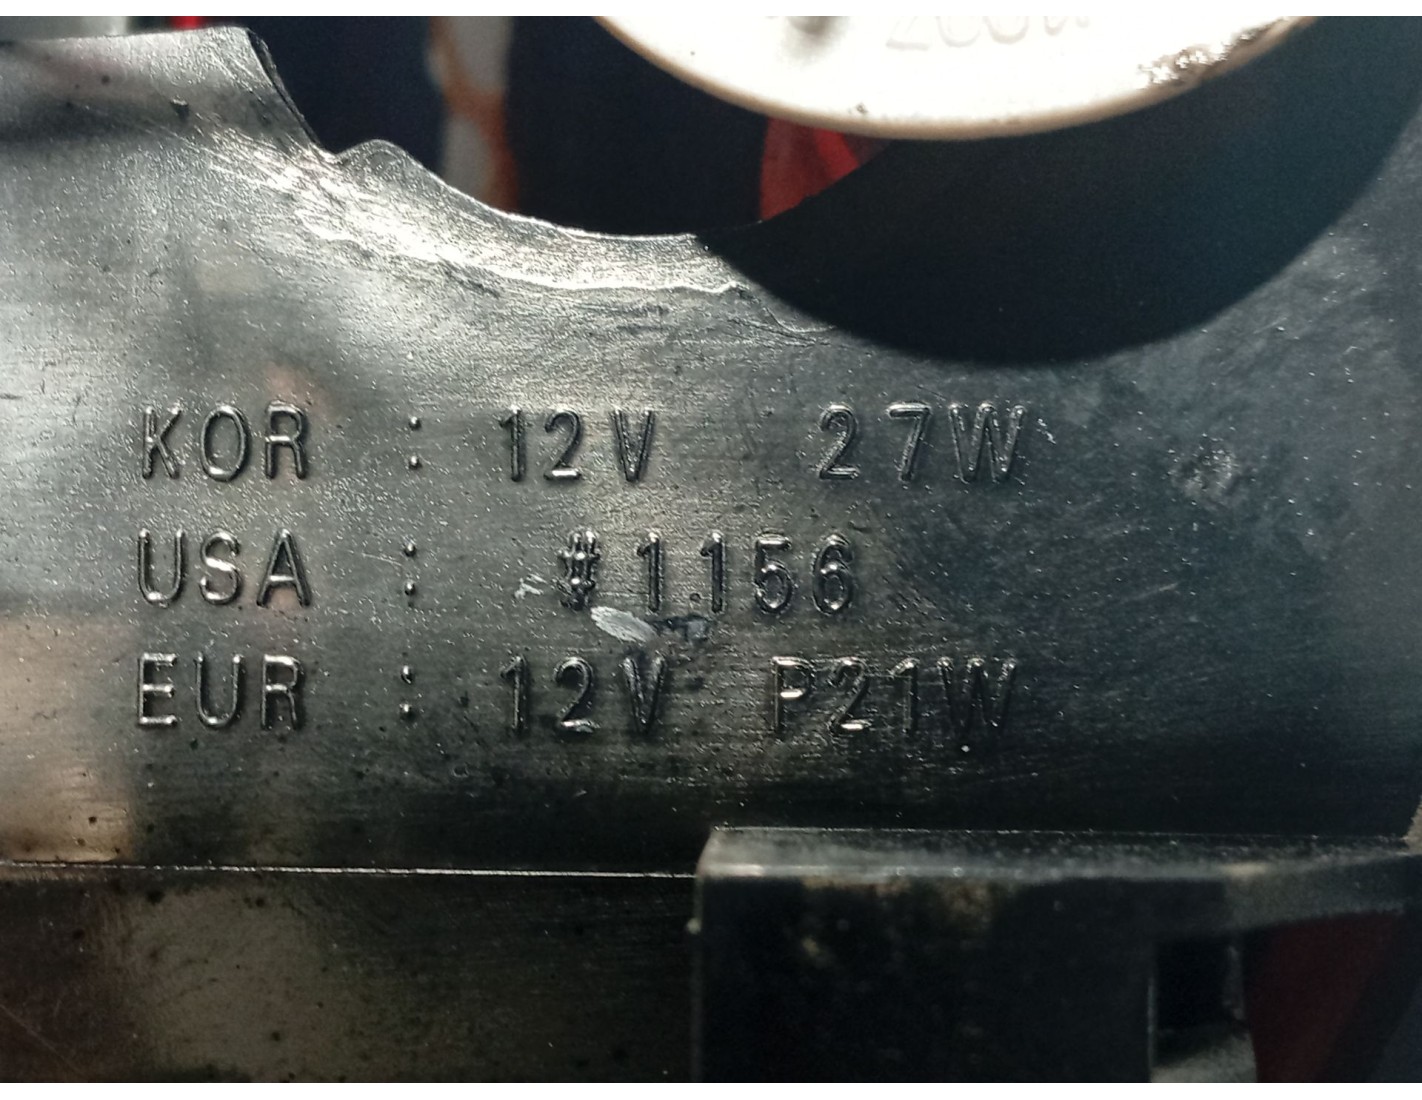 KOR : 12V 27W
USA : #1156
EUR : 12V P21W